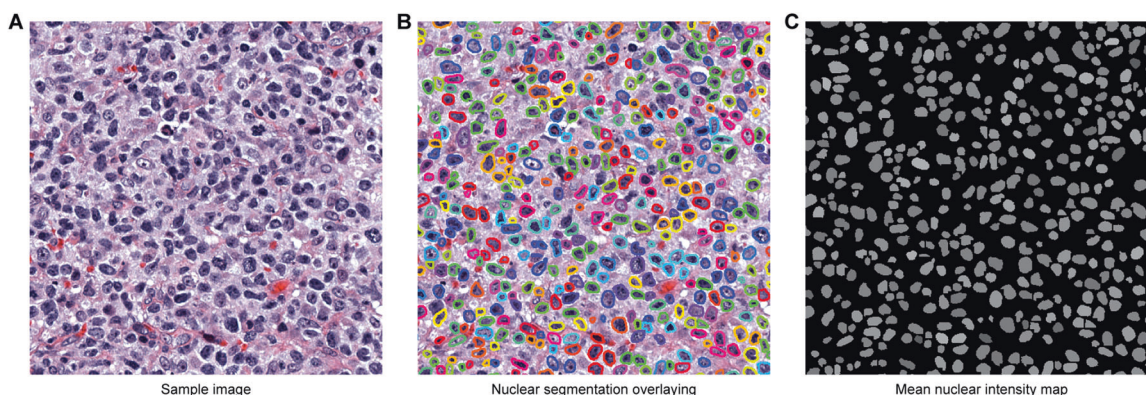 A
B
C
Sample image
Nuclear segmentation overlaying
Mean nuclear intensity map